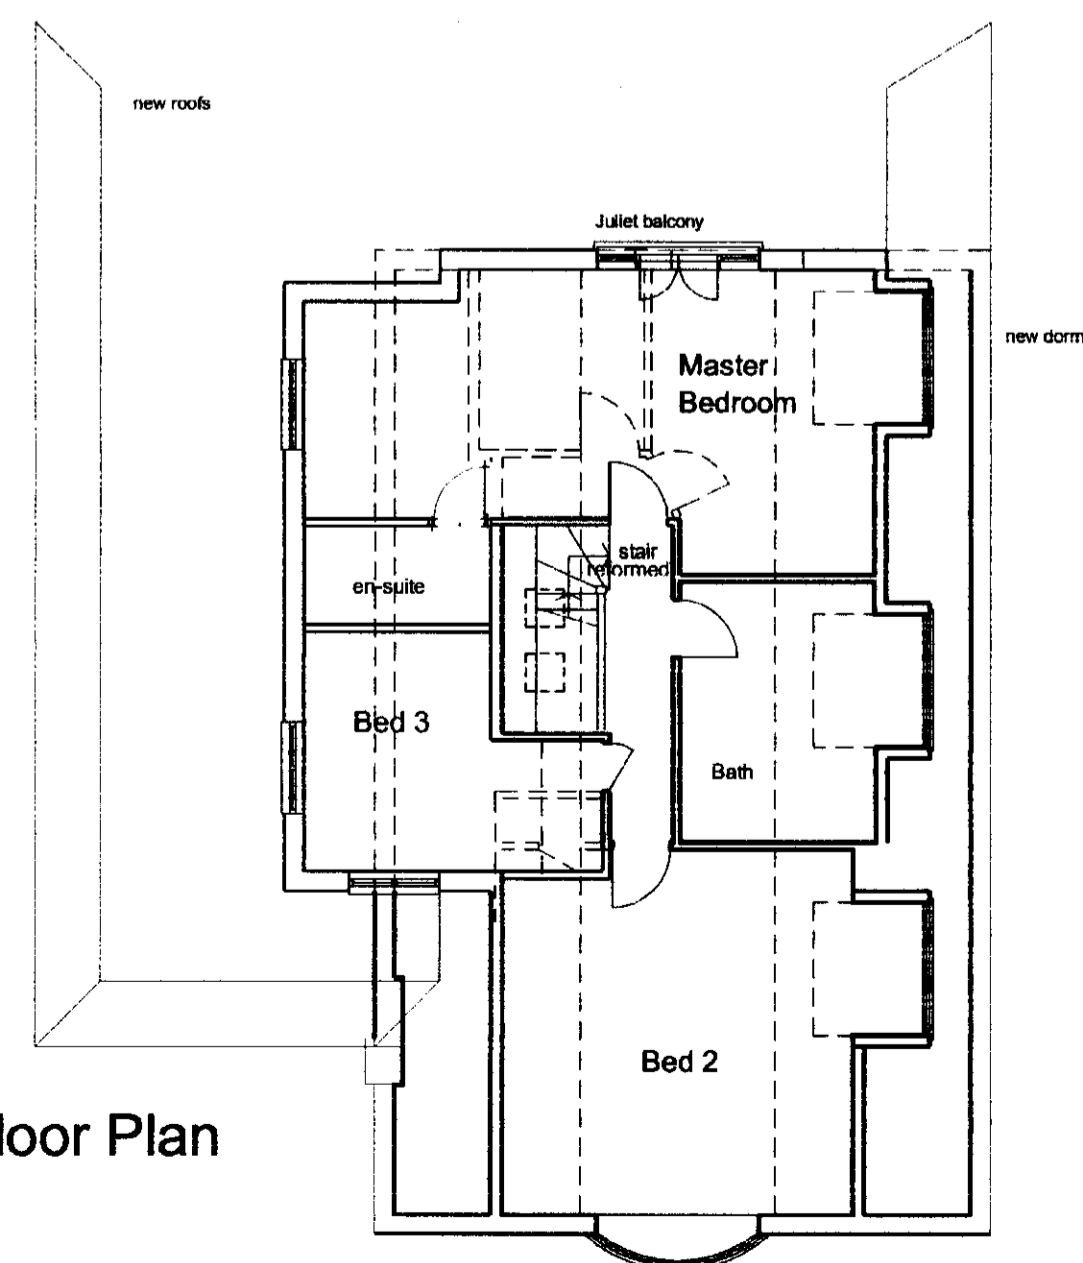 new roofs
Juliet balcony
new dorm
Master
Bedroom
stair
reformed
en-suite
Bed 3
Bath
Bed 2
loor Plan